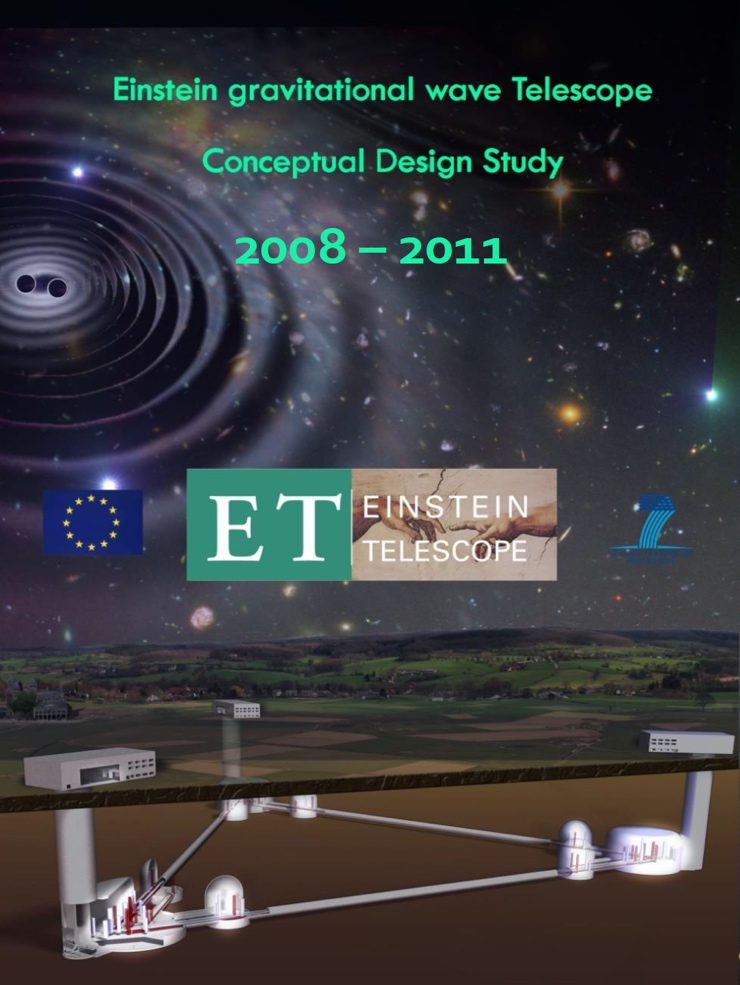 Einstein gravitational wave Telescope
Conceptual Design Study
2008 – 2011
ET
EINSTEIN
TELESCOPE